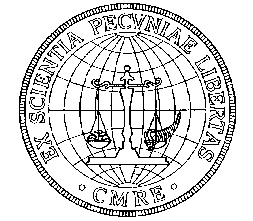 EX SCIENTIA PECVNIAE LIBERTAS
· CMRE ·